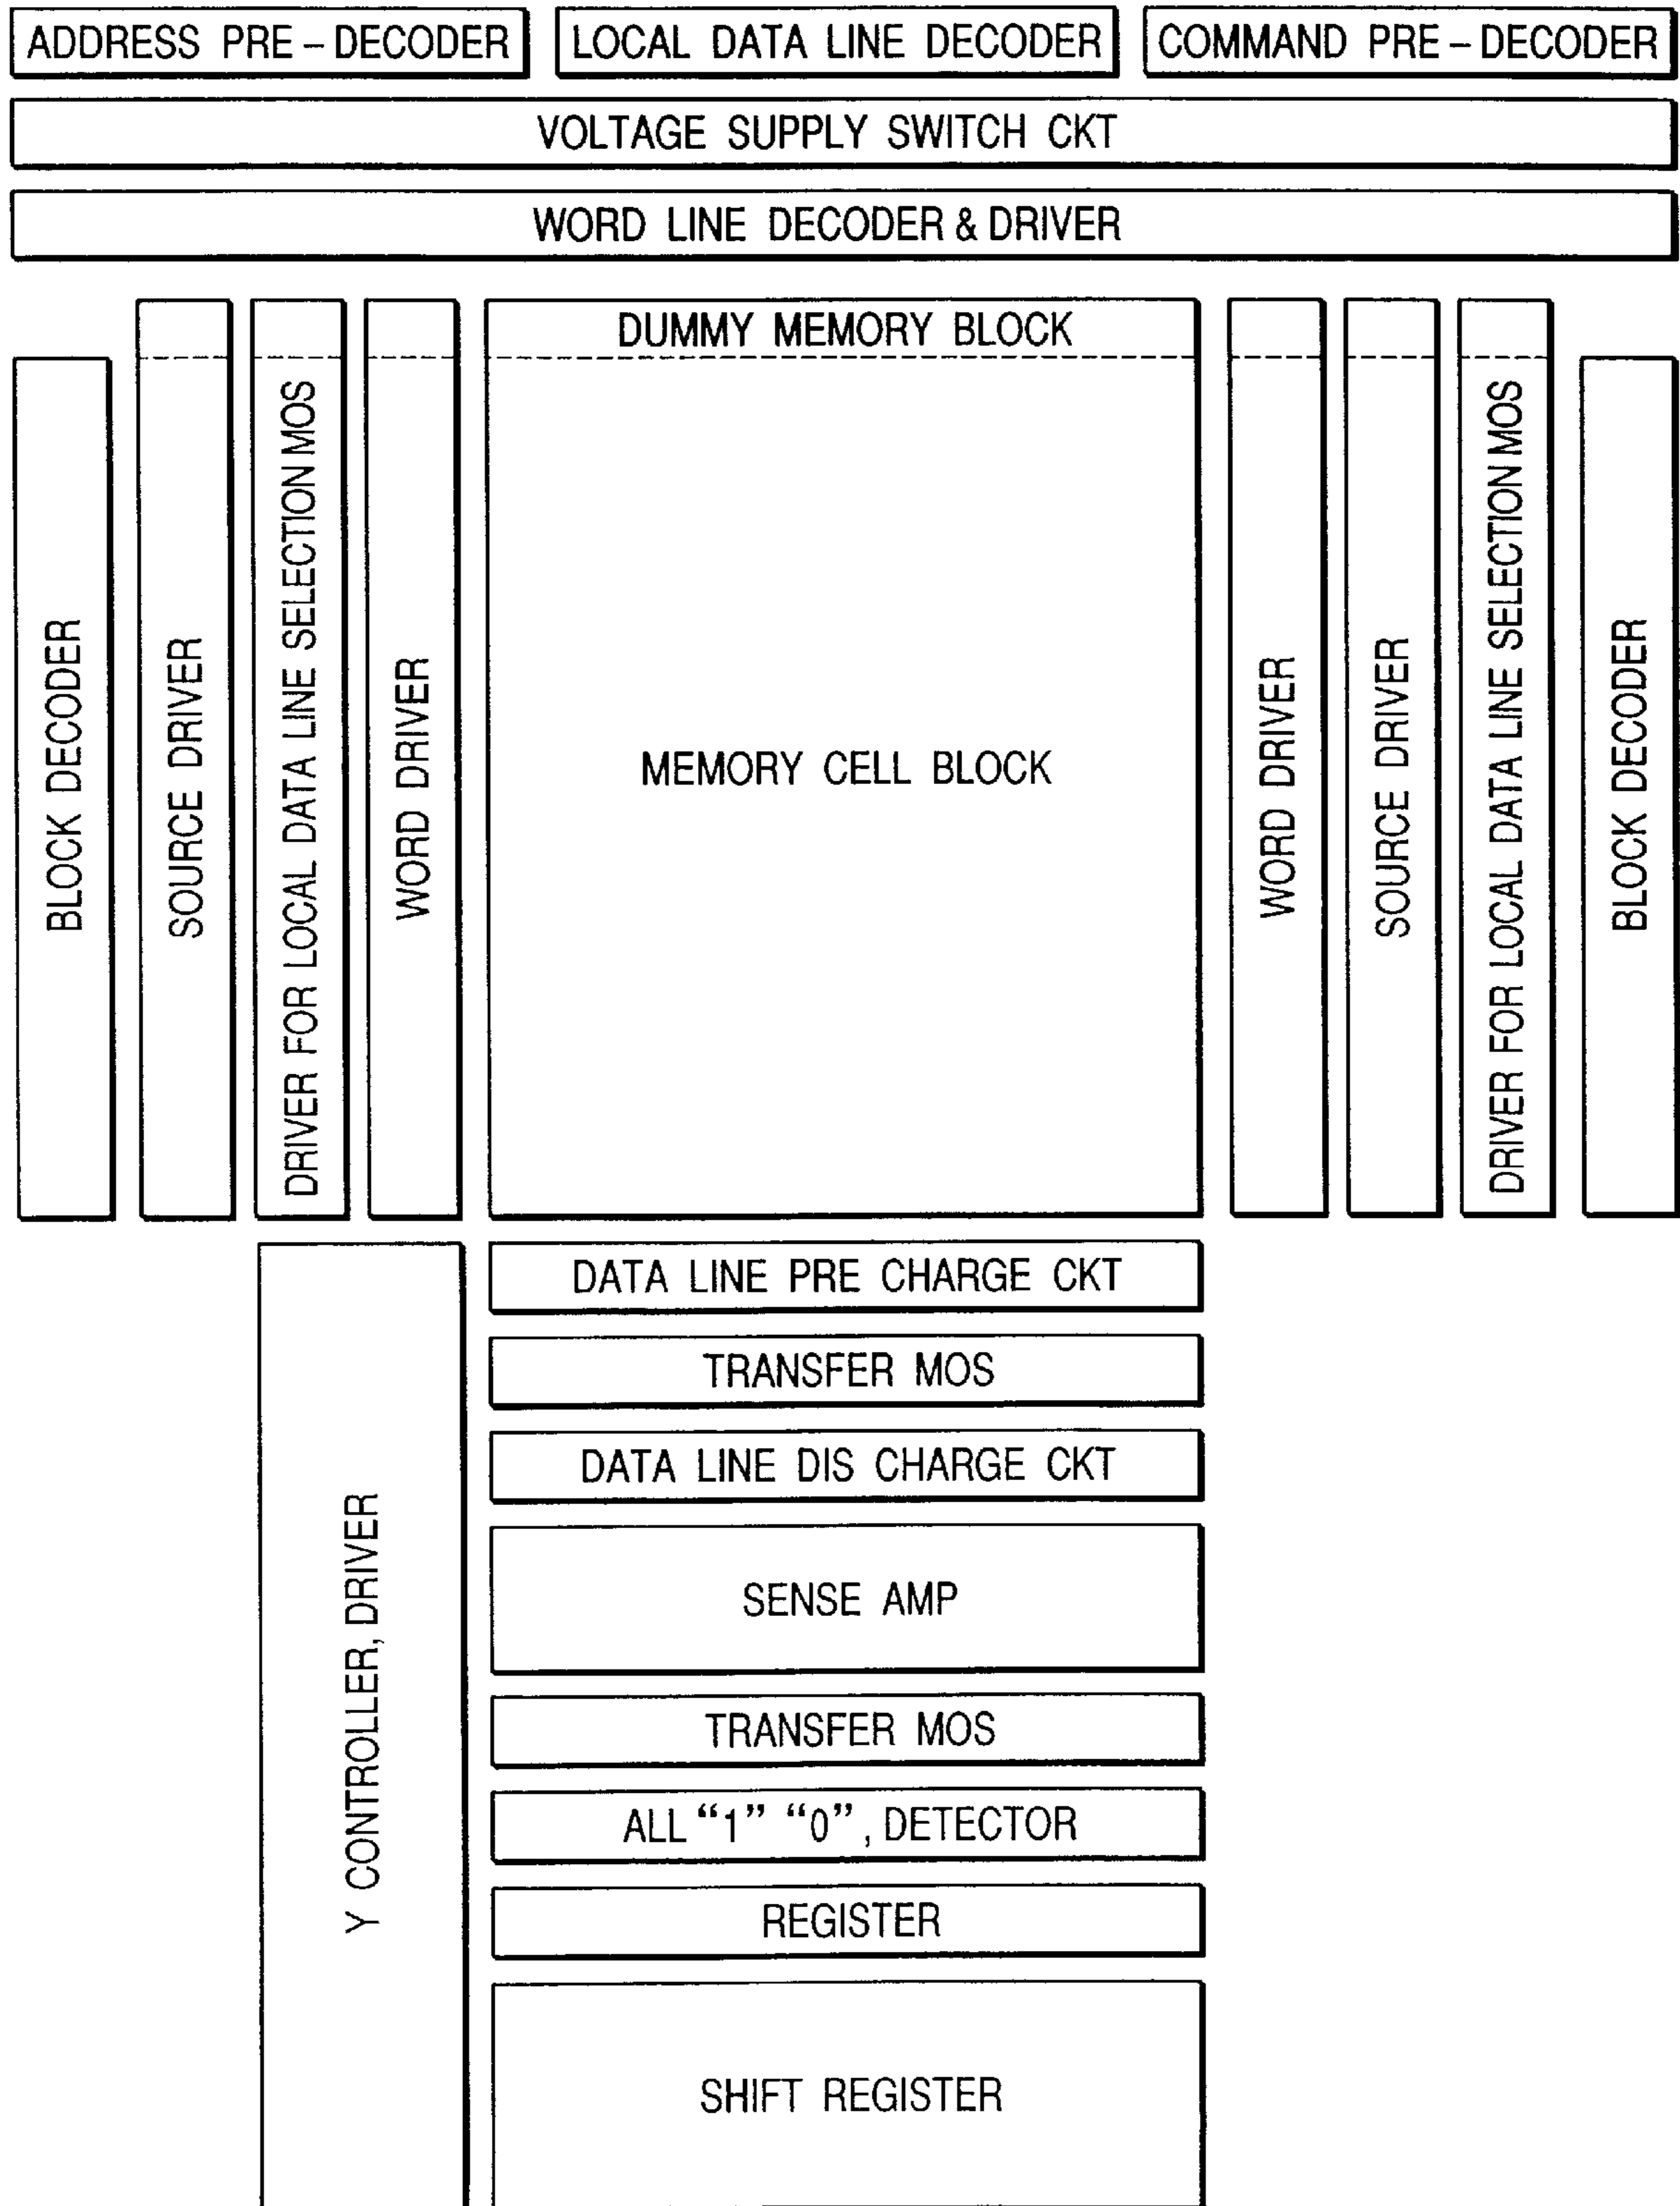 ADDRESS PRE-DECODER
LOCAL DATA LINE DECODER
COMMAND PRE-DECODER
VOLTAGE SUPPLY SWITCH CKT
WORD LINE DECODER & DRIVER
BLOCK DECODER
SOURCE DRIVER
DRIVER FOR LOCAL DATA LINE SELECTION MOS
WORD DRIVER
DUMMY MEMORY BLOCK
MEMORY CELL BLOCK
WORD DRIVER
SOURCE DRIVER
DRIVER FOR LOCAL DATA LINE SELECTION MOS
BLOCK DECODER
Y CONTROLLER, DRIVER
DATA LINE PRE CHARGE CKT
TRANSFER MOS
DATA LINE DIS CHARGE CKT
SENSE AMP
TRANSFER MOS
ALL “1” “0”, DETECTOR
REGISTER
SHIFT REGISTER